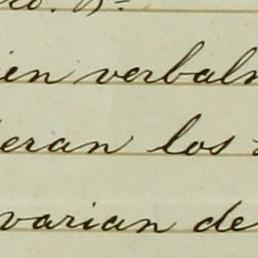 ien verbaln
eran los
varian de